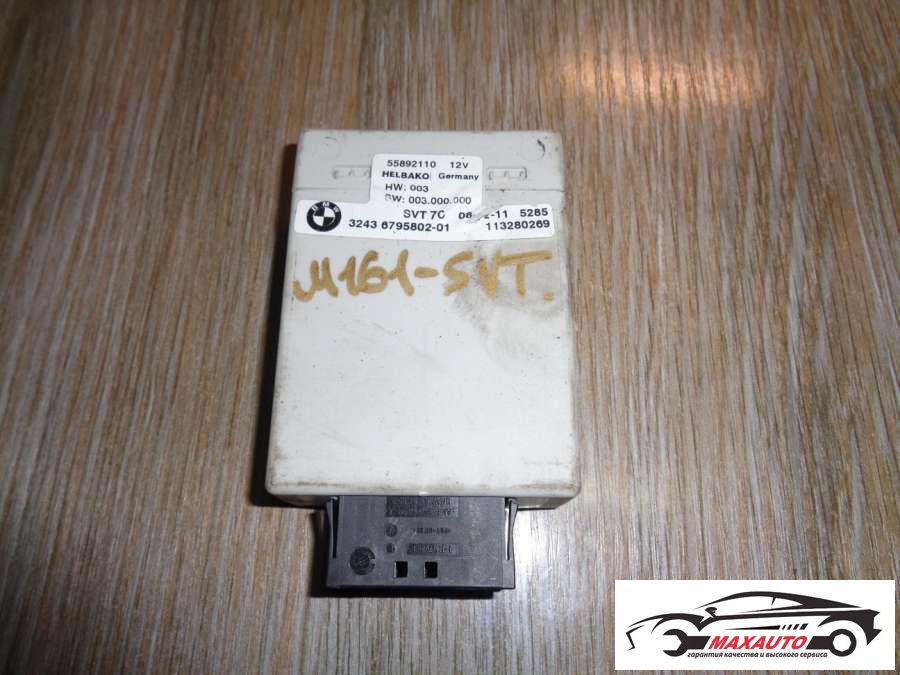 55892110 12V
HELBAKO Germany
HW: 003
SW: 003.000.000
BMW
SVT 70 5285
3243 6795802-01 113280269
M161-SVT.
MAXAUTO
гарантия качества и высокого сервиса